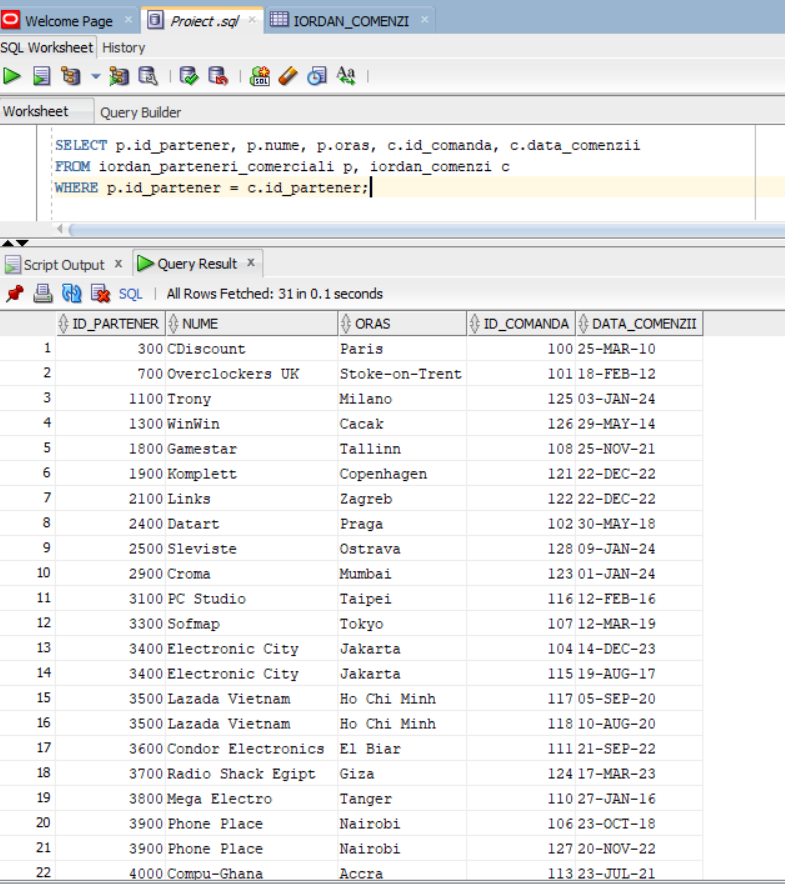 Welcome Page × Proiect .sql × IORDAN_COMENZI ×
SQL Worksheet History
Worksheet Query Builder
SELECT p.id_partener, p.nume, p.oras, c.id_comanda, c.data_comenzii
FROM iordan_parteneri_comerciali p, iordan_comenzi c
WHERE p.id_partener = c.id_partener;
Script Output × Query Result ×
SQL | All Rows Fetched: 31 in 0.1 seconds
ID_PARTENER NUME ORAS ID_COMANDA DATA_COMENZII
1 300 CDiscount Paris 100 25-MAR-10
2 700 Overclockers UK Stoke-on-Trent 101 18-FEB-12
3 1100 Trony Milano 125 03-JAN-24
4 1300 WinWin Cacak 126 29-MAY-14
5 1800 Gamestar Tallinn 108 25-NOV-21
6 1900 Komplett Copenhagen 121 22-DEC-22
7 2100 Links Zagreb 122 22-DEC-22
8 2400 Datart Praga 102 30-MAY-18
9 2500 Sleviste Ostrava 128 09-JAN-24
10 2900 Croma Mumbai 123 01-JAN-24
11 3100 PC Studio Taipei 116 12-FEB-16
12 3300 Sofmap Tokyo 107 12-MAR-19
13 3400 Electronic City Jakarta 104 14-DEC-23
14 3400 Electronic City Jakarta 115 19-AUG-17
15 3500 Lazada Vietnam Ho Chi Minh 117 05-SEP-20
16 3500 Lazada Vietnam Ho Chi Minh 118 10-AUG-20
17 3600 Condor Electronics El Biar 111 21-SEP-22
18 3700 Radio Shack Egipt Giza 124 17-MAR-23
19 3800 Mega Electro Tanger 110 27-JAN-16
20 3900 Phone Place Nairobi 106 23-OCT-18
21 3900 Phone Place Nairobi 127 20-NOV-22
22 4000 Compu-Ghana Accra 113 23-JUL-21